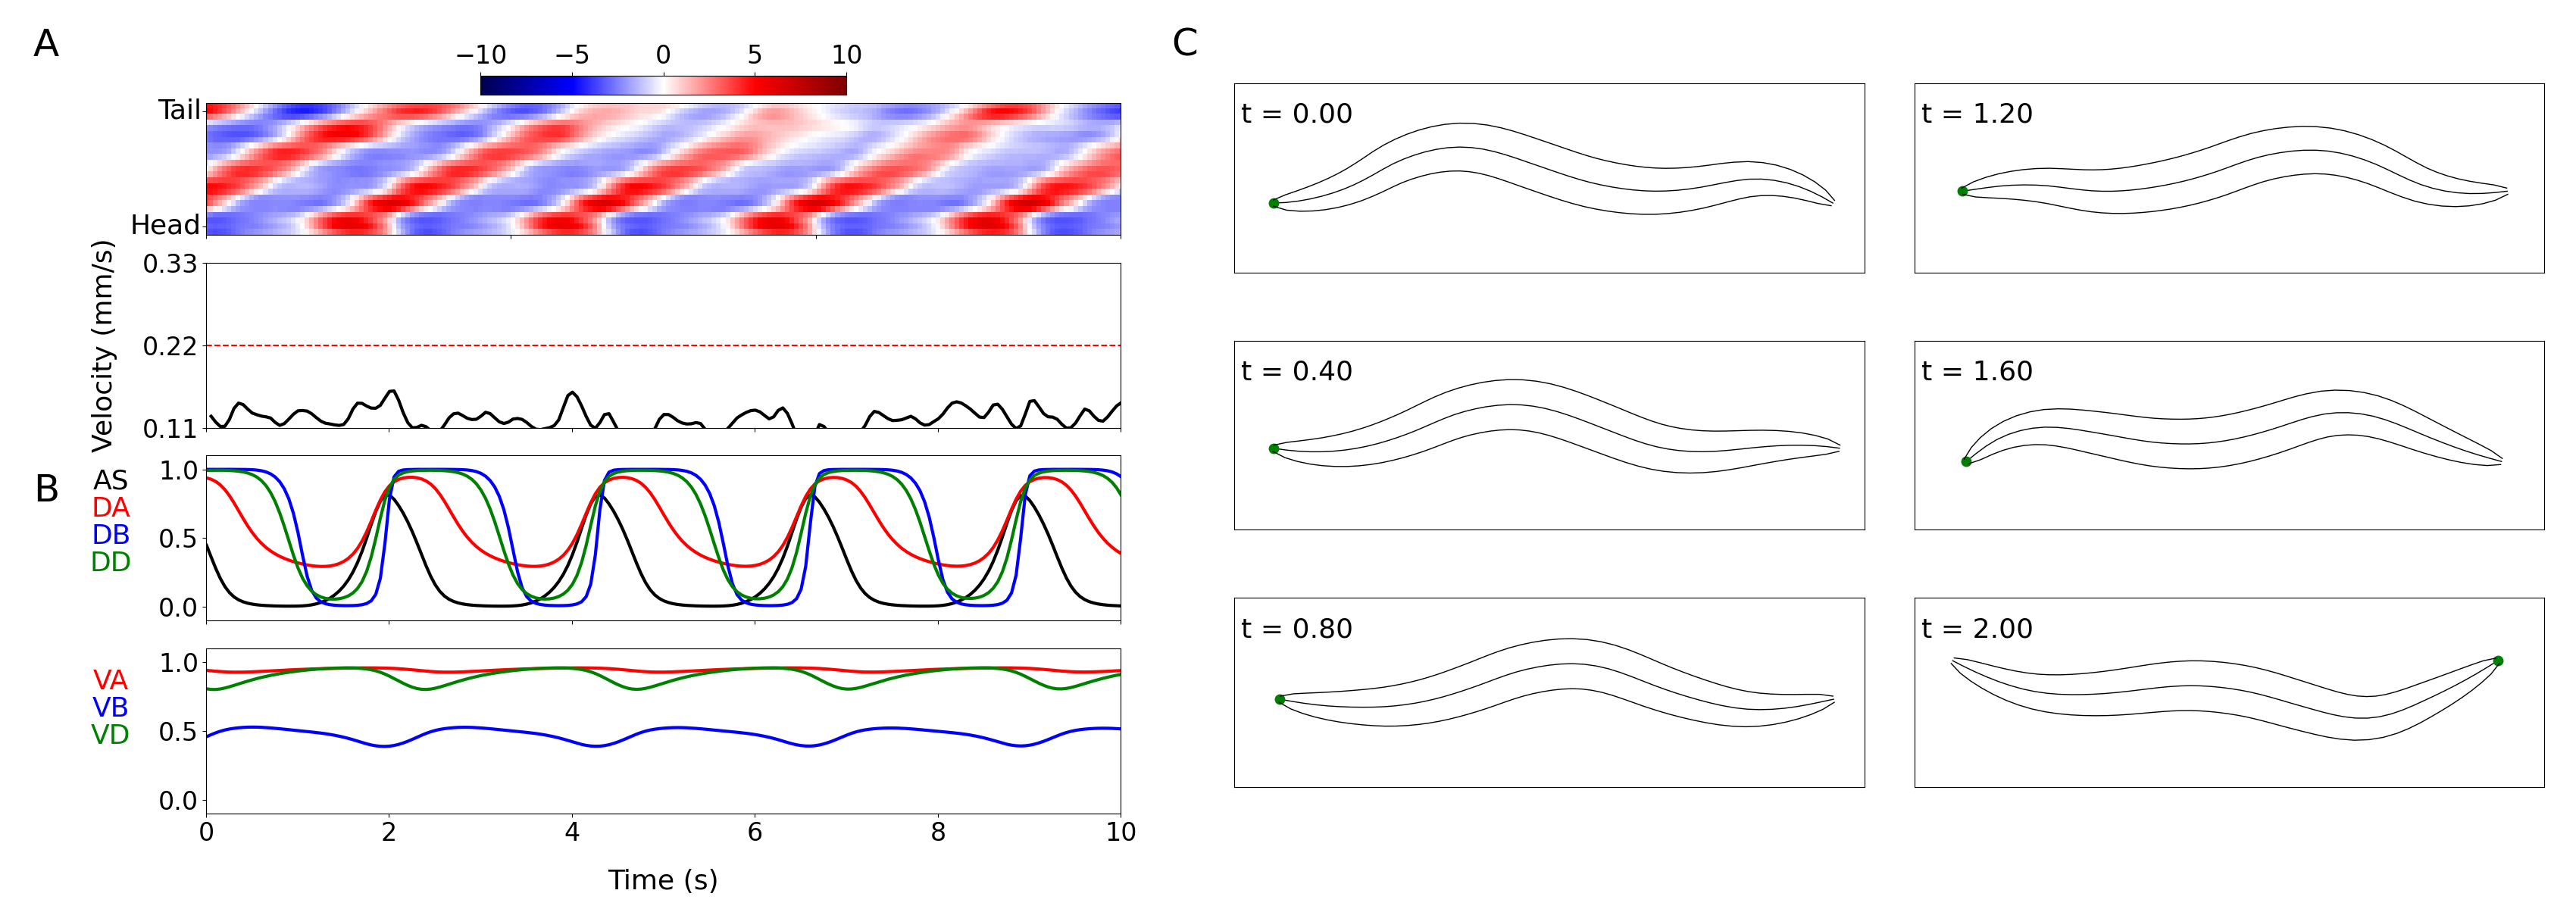 A
−10 −5 0 5 10
Tail
Head
Velocity (mm/s)
0.33
0.22
0.11
B
AS
DA
DB
DD
1.0
0.5
0.0
VA
VB
VD
1.0
0.5
0.0
0 2 4 6 8 10
Time (s)
C
t = 0.00
t = 1.20
t = 0.40
t = 1.60
t = 0.80
t = 2.00